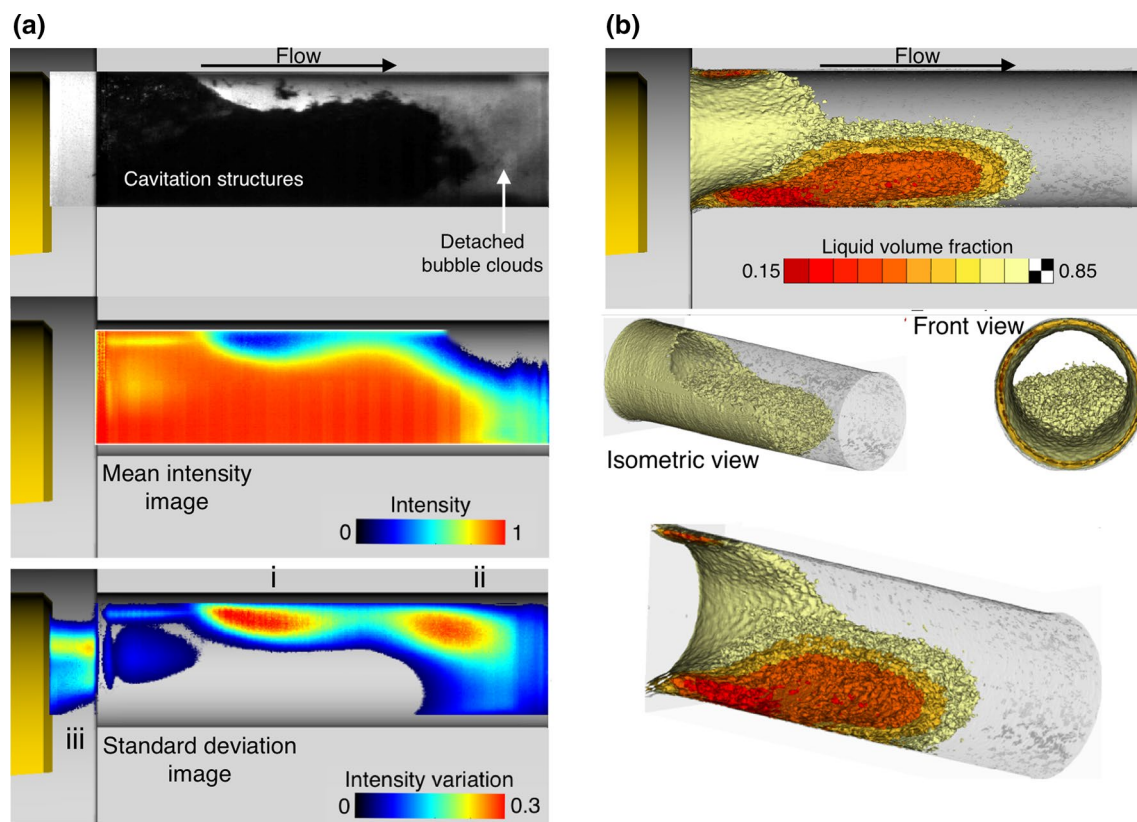 (a)
Flow
Cavitation structures
Detached
bubble clouds
Mean intensity
image
Intensity
0
1
i
ii
iii
Standard deviation
image
Intensity variation
0
0.3
(b)
Flow
Liquid volume fraction
0.15
0.85
Front view
Isometric view